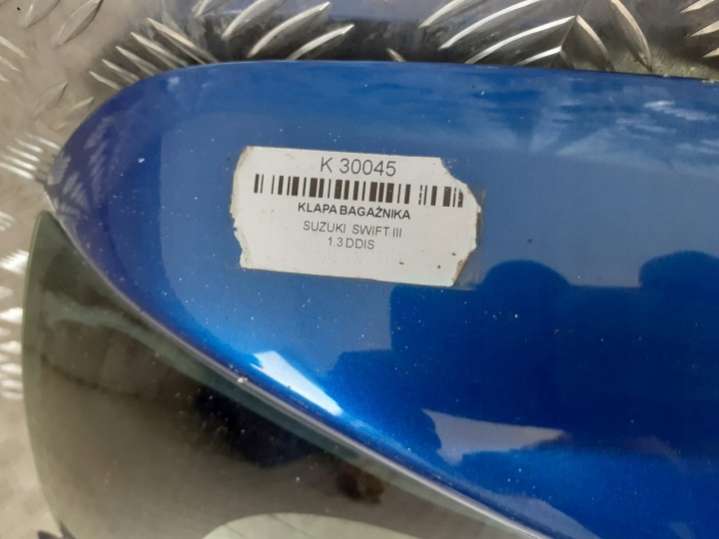 K 30045
KLAPA BAGAŻNIKA
SUZUKI SWIFT III
1.3 DDIS